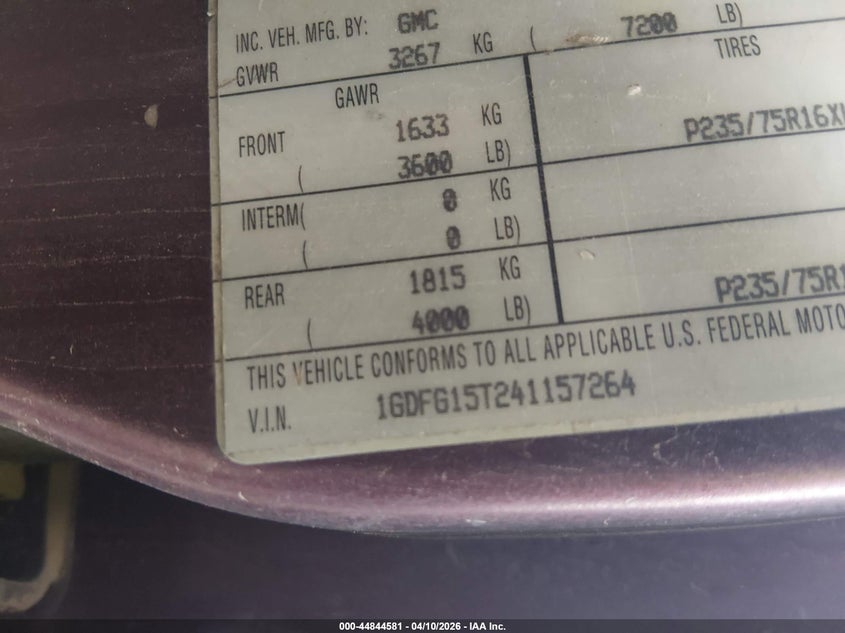 INC. VEH. MFG. BY: GMC
GVWR 3267 KG ( 7200 LB)
GAWR TIRES
FRONT 1633 KG P235/75R16X
( 3600 LB)
INTERM( 0 KG
( 0 LB)
REAR 1815 KG P235/75R1
( 4000 LB)
THIS VEHICLE CONFORMS TO ALL APPLICABLE U.S. FEDERAL MOTO
V.I.N. 1GDFG15T241157264
000-44844581 - 04/10/2026 - IAA Inc.